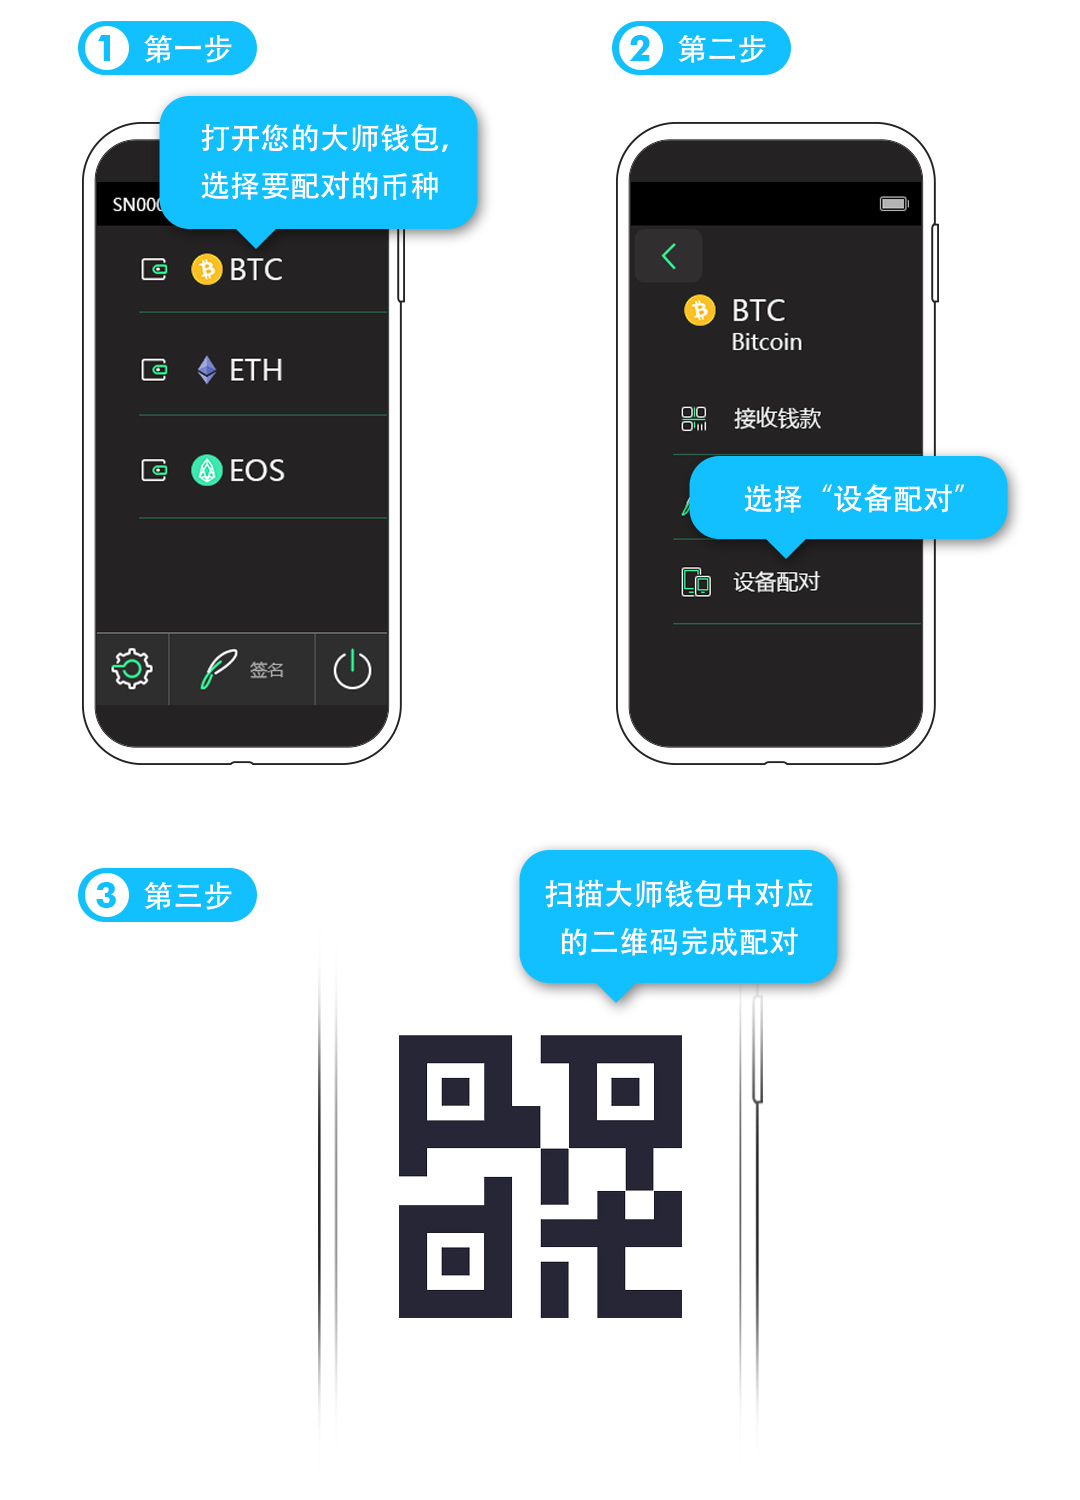 1 第一步
打开您的大师钱包,
选择要配对的币种
SN000
BTC
ETH
EOS
签名
2 第二步
BTC
Bitcoin
接收钱款
选择“设备配对”
设备配对
3 第三步
扫描大师钱包中对应
的二维码完成配对